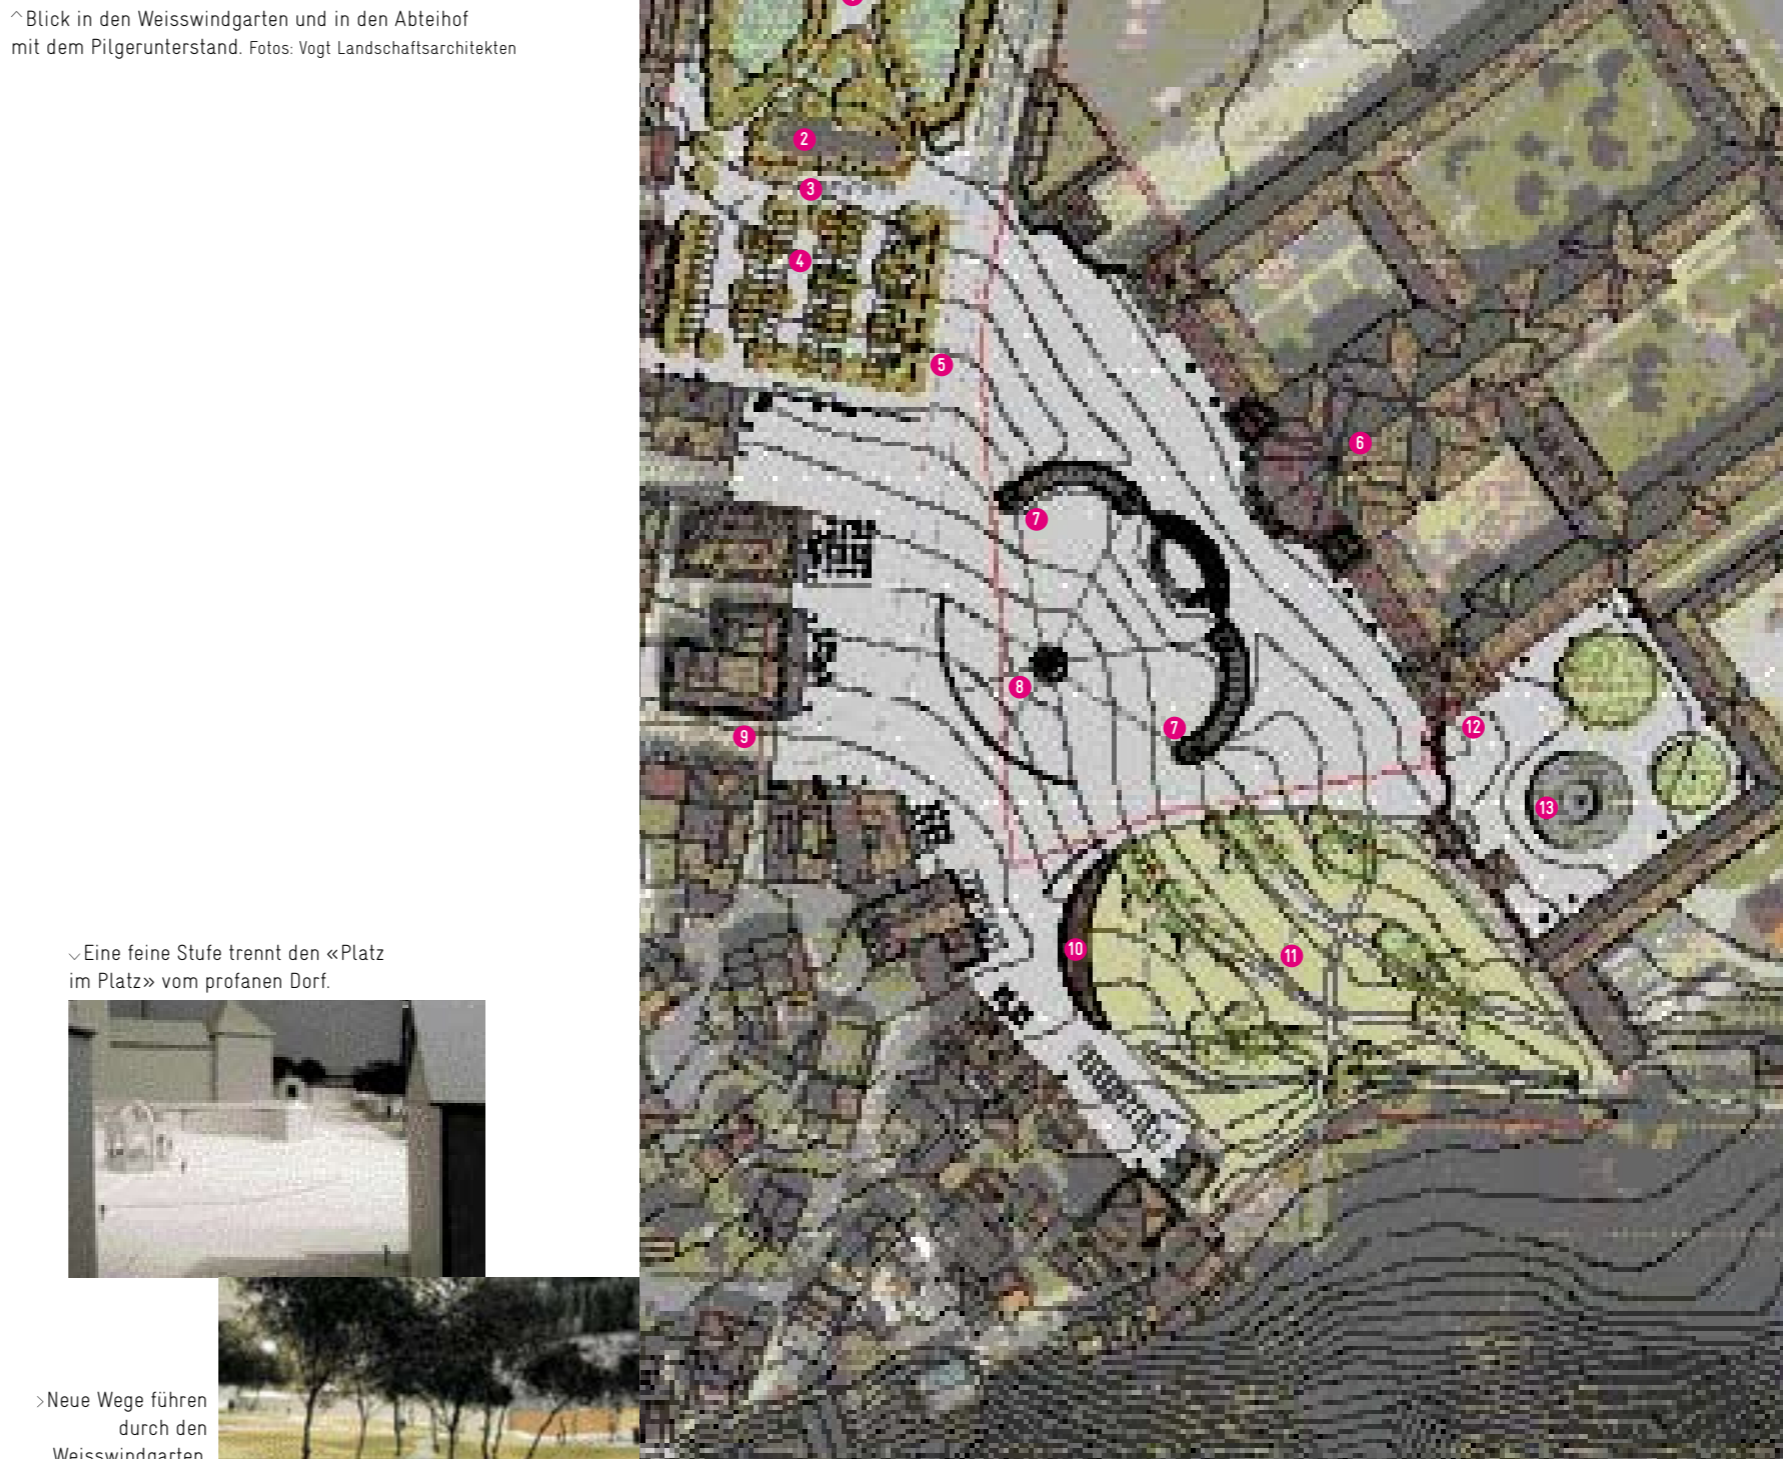 ^Blick in den Weisswindgarten und in den Abteihof
mit dem Pilgerunterstand. Fotos: Vogt Landschaftsarchitekten
2
3
4
5
6
7
8
7
9
12
13
10
11
⌵Eine feine Stufe trennt den «Platz
im Platz» vom profanen Dorf.
>Neue Wege führen
durch den
Weisswindgarten.